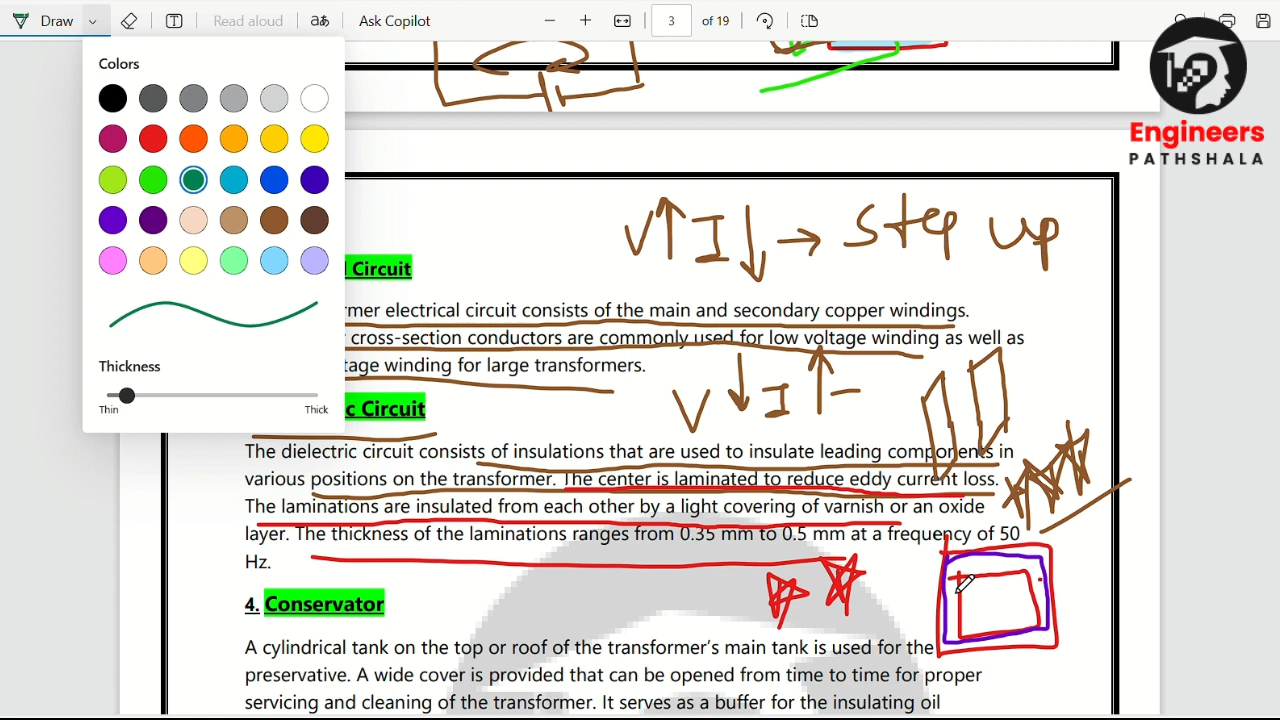 Draw
Read aloud
Ask Copilot
3 of 19
Colors
Thickness
Thin
Thick
Engineers
PATHSHALA
V I → Step up
Circuit
rmer electrical circuit consists of the main and secondary copper windings.
cross-section conductors are commonly used for low voltage winding as well as
tage winding for large transformers.
V I -
c Circuit
The dielectric circuit consists of insulations that are used to insulate leading components in
various positions on the transformer. The center is laminated to reduce eddy current loss.
The laminations are insulated from each other by a light covering of varnish or an oxide
layer. The thickness of the laminations ranges from 0.35 mm to 0.5 mm at a frequency of 50
Hz.
4. Conservator
A cylindrical tank on the top or roof of the transformer's main tank is used for the
preservative. A wide cover is provided that can be opened from time to time for proper
servicing and cleaning of the transformer. It serves as a buffer for the insulating oil